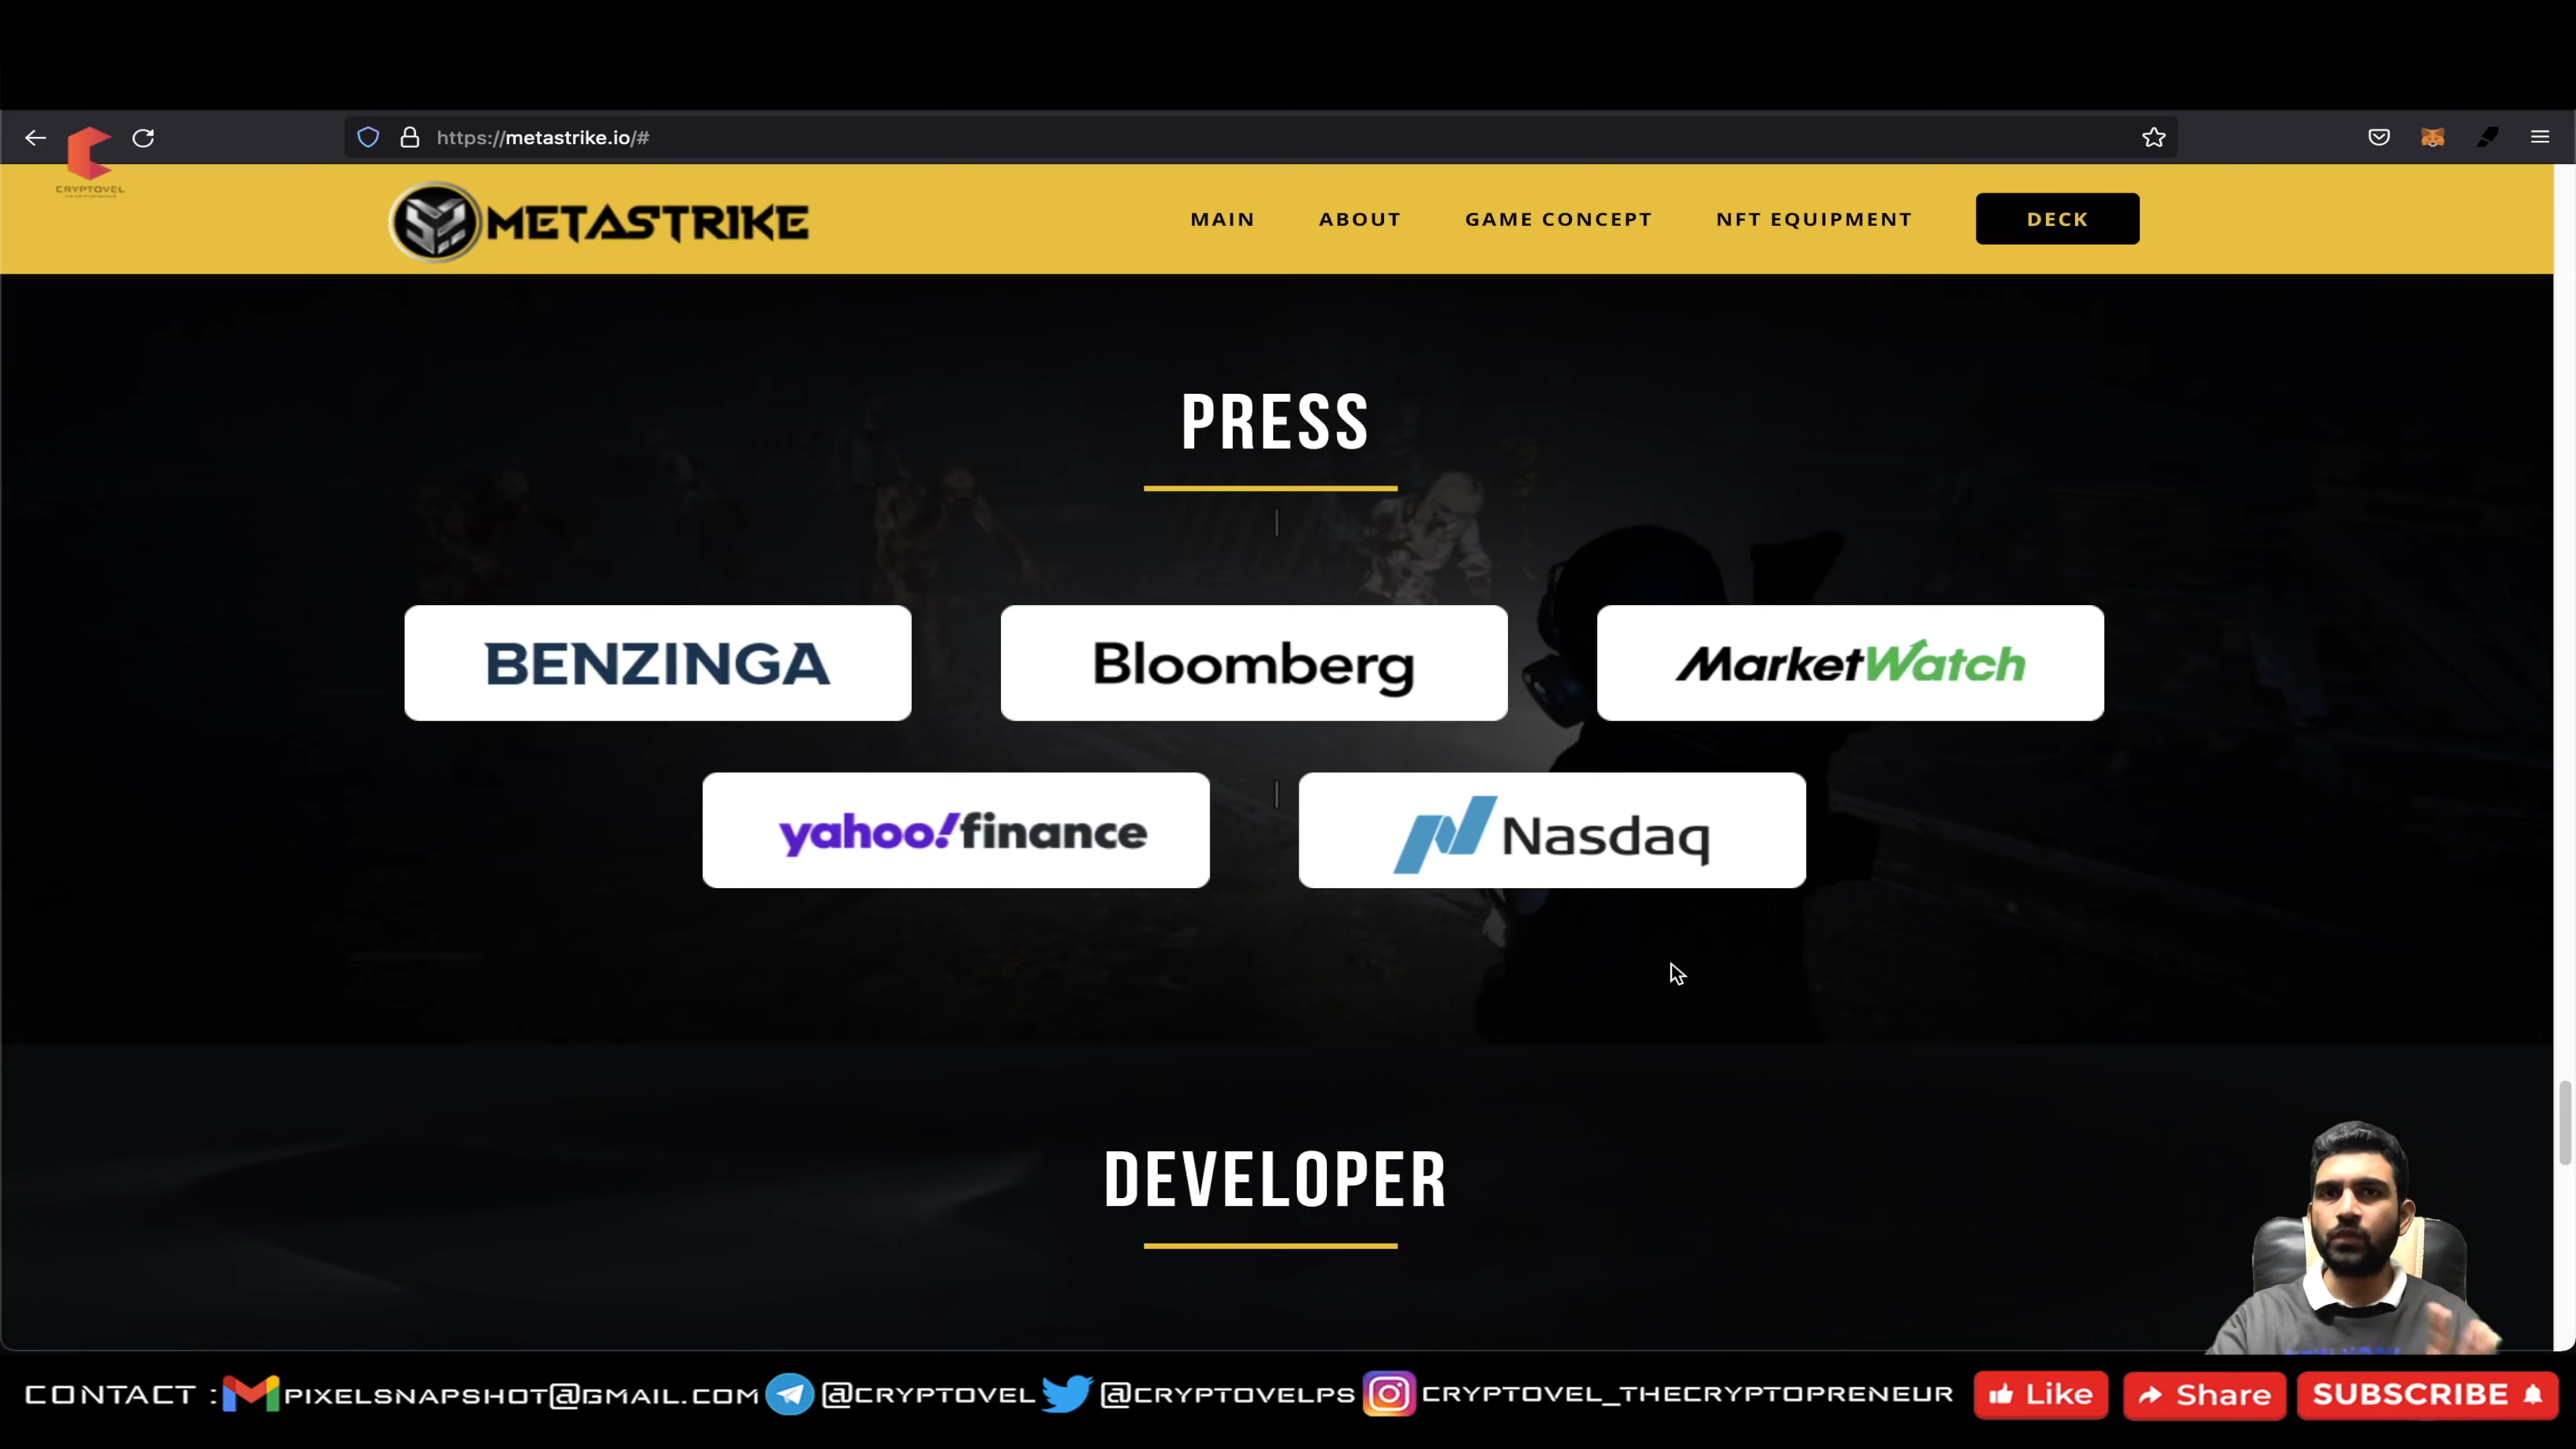 https://metastrike.io/#
CRYPTOVEL
METASTRIKE
MAIN ABOUT GAME CONCEPT NFT EQUIPMENT DECK
PRESS
BENZINGA Bloomberg MarketWatch
yahoo!finance Nasdaq
DEVELOPER
CONTACT : PIXELSNAPSHOT@GMAIL.COM @CRYPTOVEL @CRYPTOVELPS CRYPTOVEL_THECRYPTOPRENEUR Like Share SUBSCRIBE